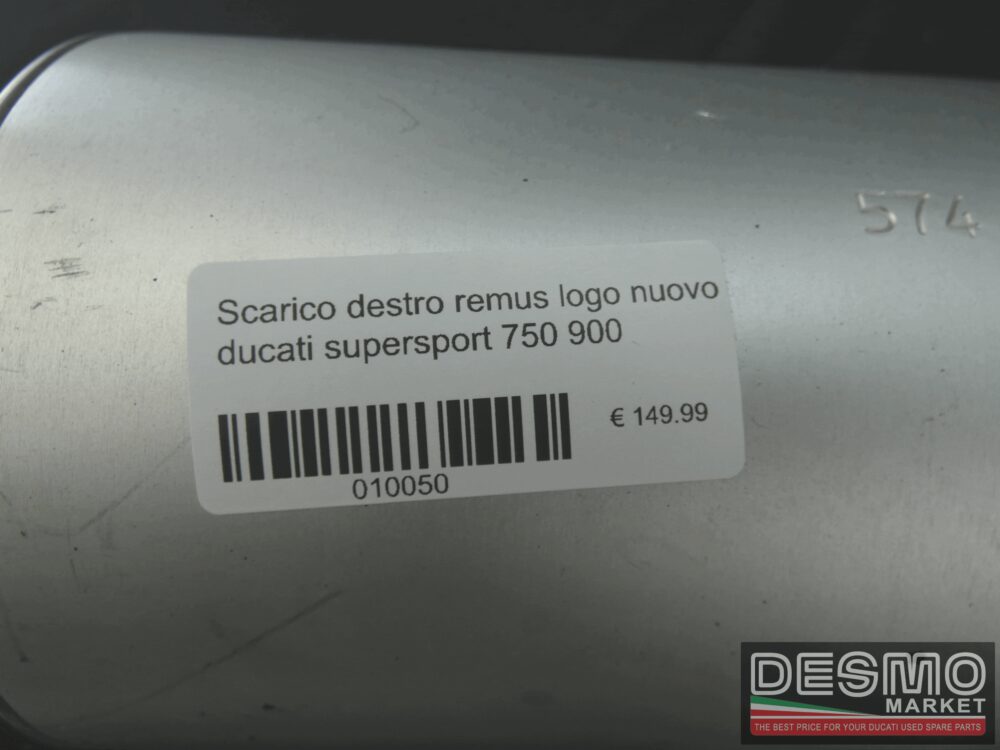 574
Scarico destro remus logo nuovo
ducati supersport 750 900
€ 149.99
010050
DESMO
MARKET
THE BEST PRICE FOR YOUR DUCATI USED SPARE PARTS